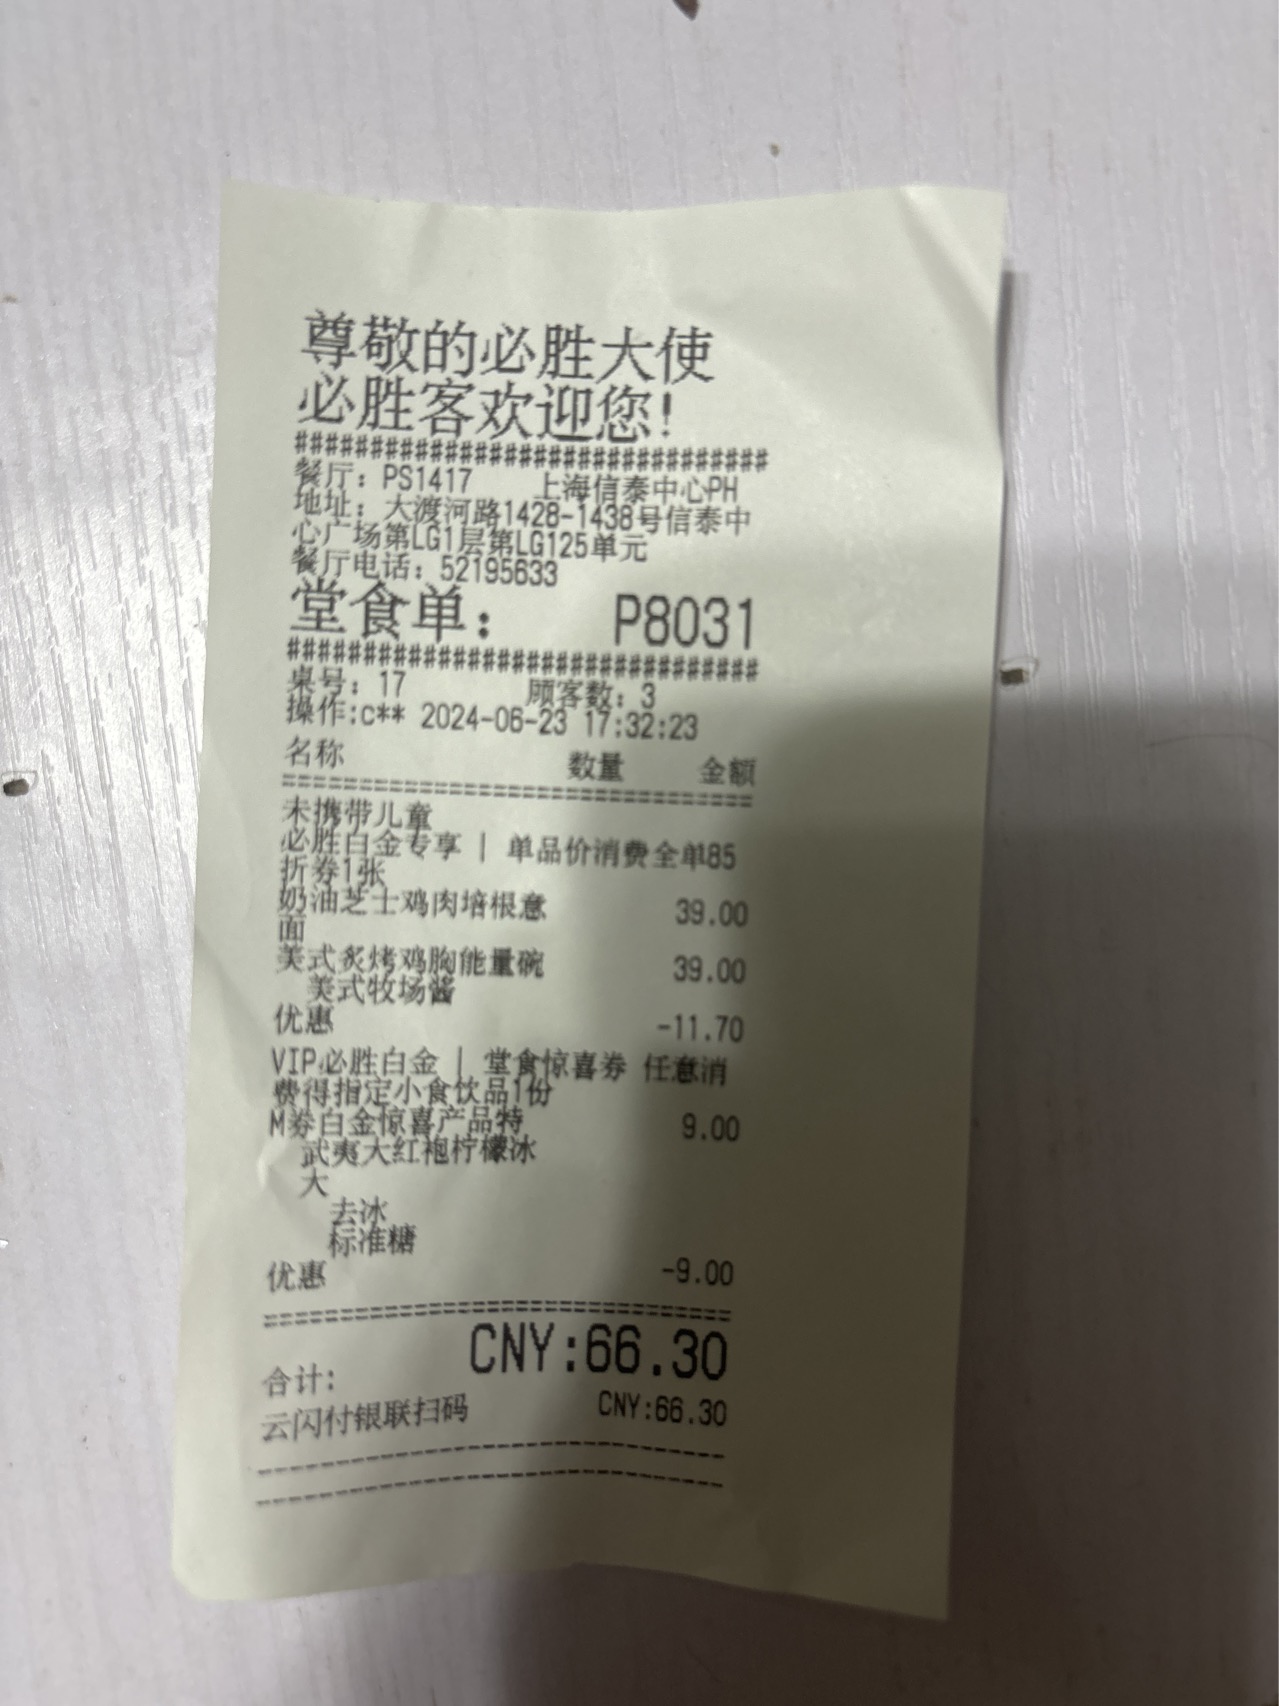 尊敬的必胜大使
必胜客欢迎您!
################################
餐厅: PS1417 上海信泰中心PH
地址: 大渡河路1428-1438号信泰中
心广场第LG1层第LG125单元
餐厅电话: 52195633
堂食单: P8031
################################
桌号: 17 顾客数: 3
操作:c** 2024-06-23 17:32:23
名称 数量 金额
================================
未携带儿童
必胜白金专享 | 单品价消费全单85
折券1张
奶油芝士鸡肉培根意 39.00
面
美式炙烤鸡胸能量碗 39.00
美式牧场酱
优惠 -11.70
VIP必胜白金 | 堂食惊喜券 任意消
费得指定小食饮品1份
M券白金惊喜产品特 9.00
武夷大红袍柠檬冰
大
去冰
标准糖
优惠 -9.00
================================
合计: CNY:66.30
云闪付银联扫码 CNY:66.30
--------------------------------
--------------------------------